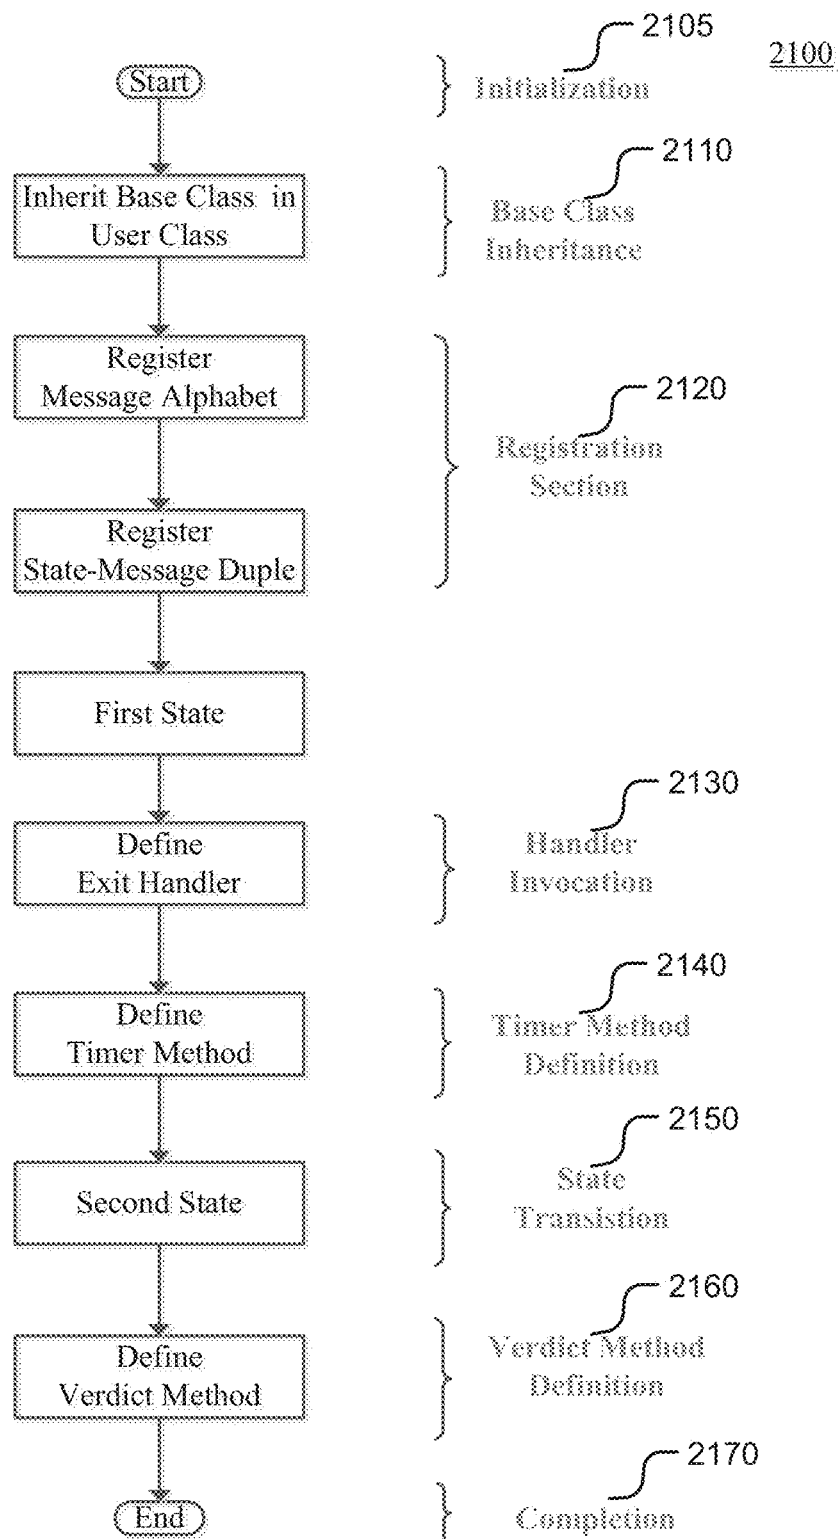 2105
2100
Start
Initialization
2110
Inherit Base Class in
User Class
Base Class
Inheritance
Register
Message Alphabet
2120
Registration
Section
Register
State-Message Duple
First State
2130
Define
Exit Handler
Handler
Invocation
2140
Define
Timer Method
Timer Method
Definition
2150
Second State
State
Transistion
2160
Define
Verdict Method
Verdict Method
Definition
2170
End
Completion